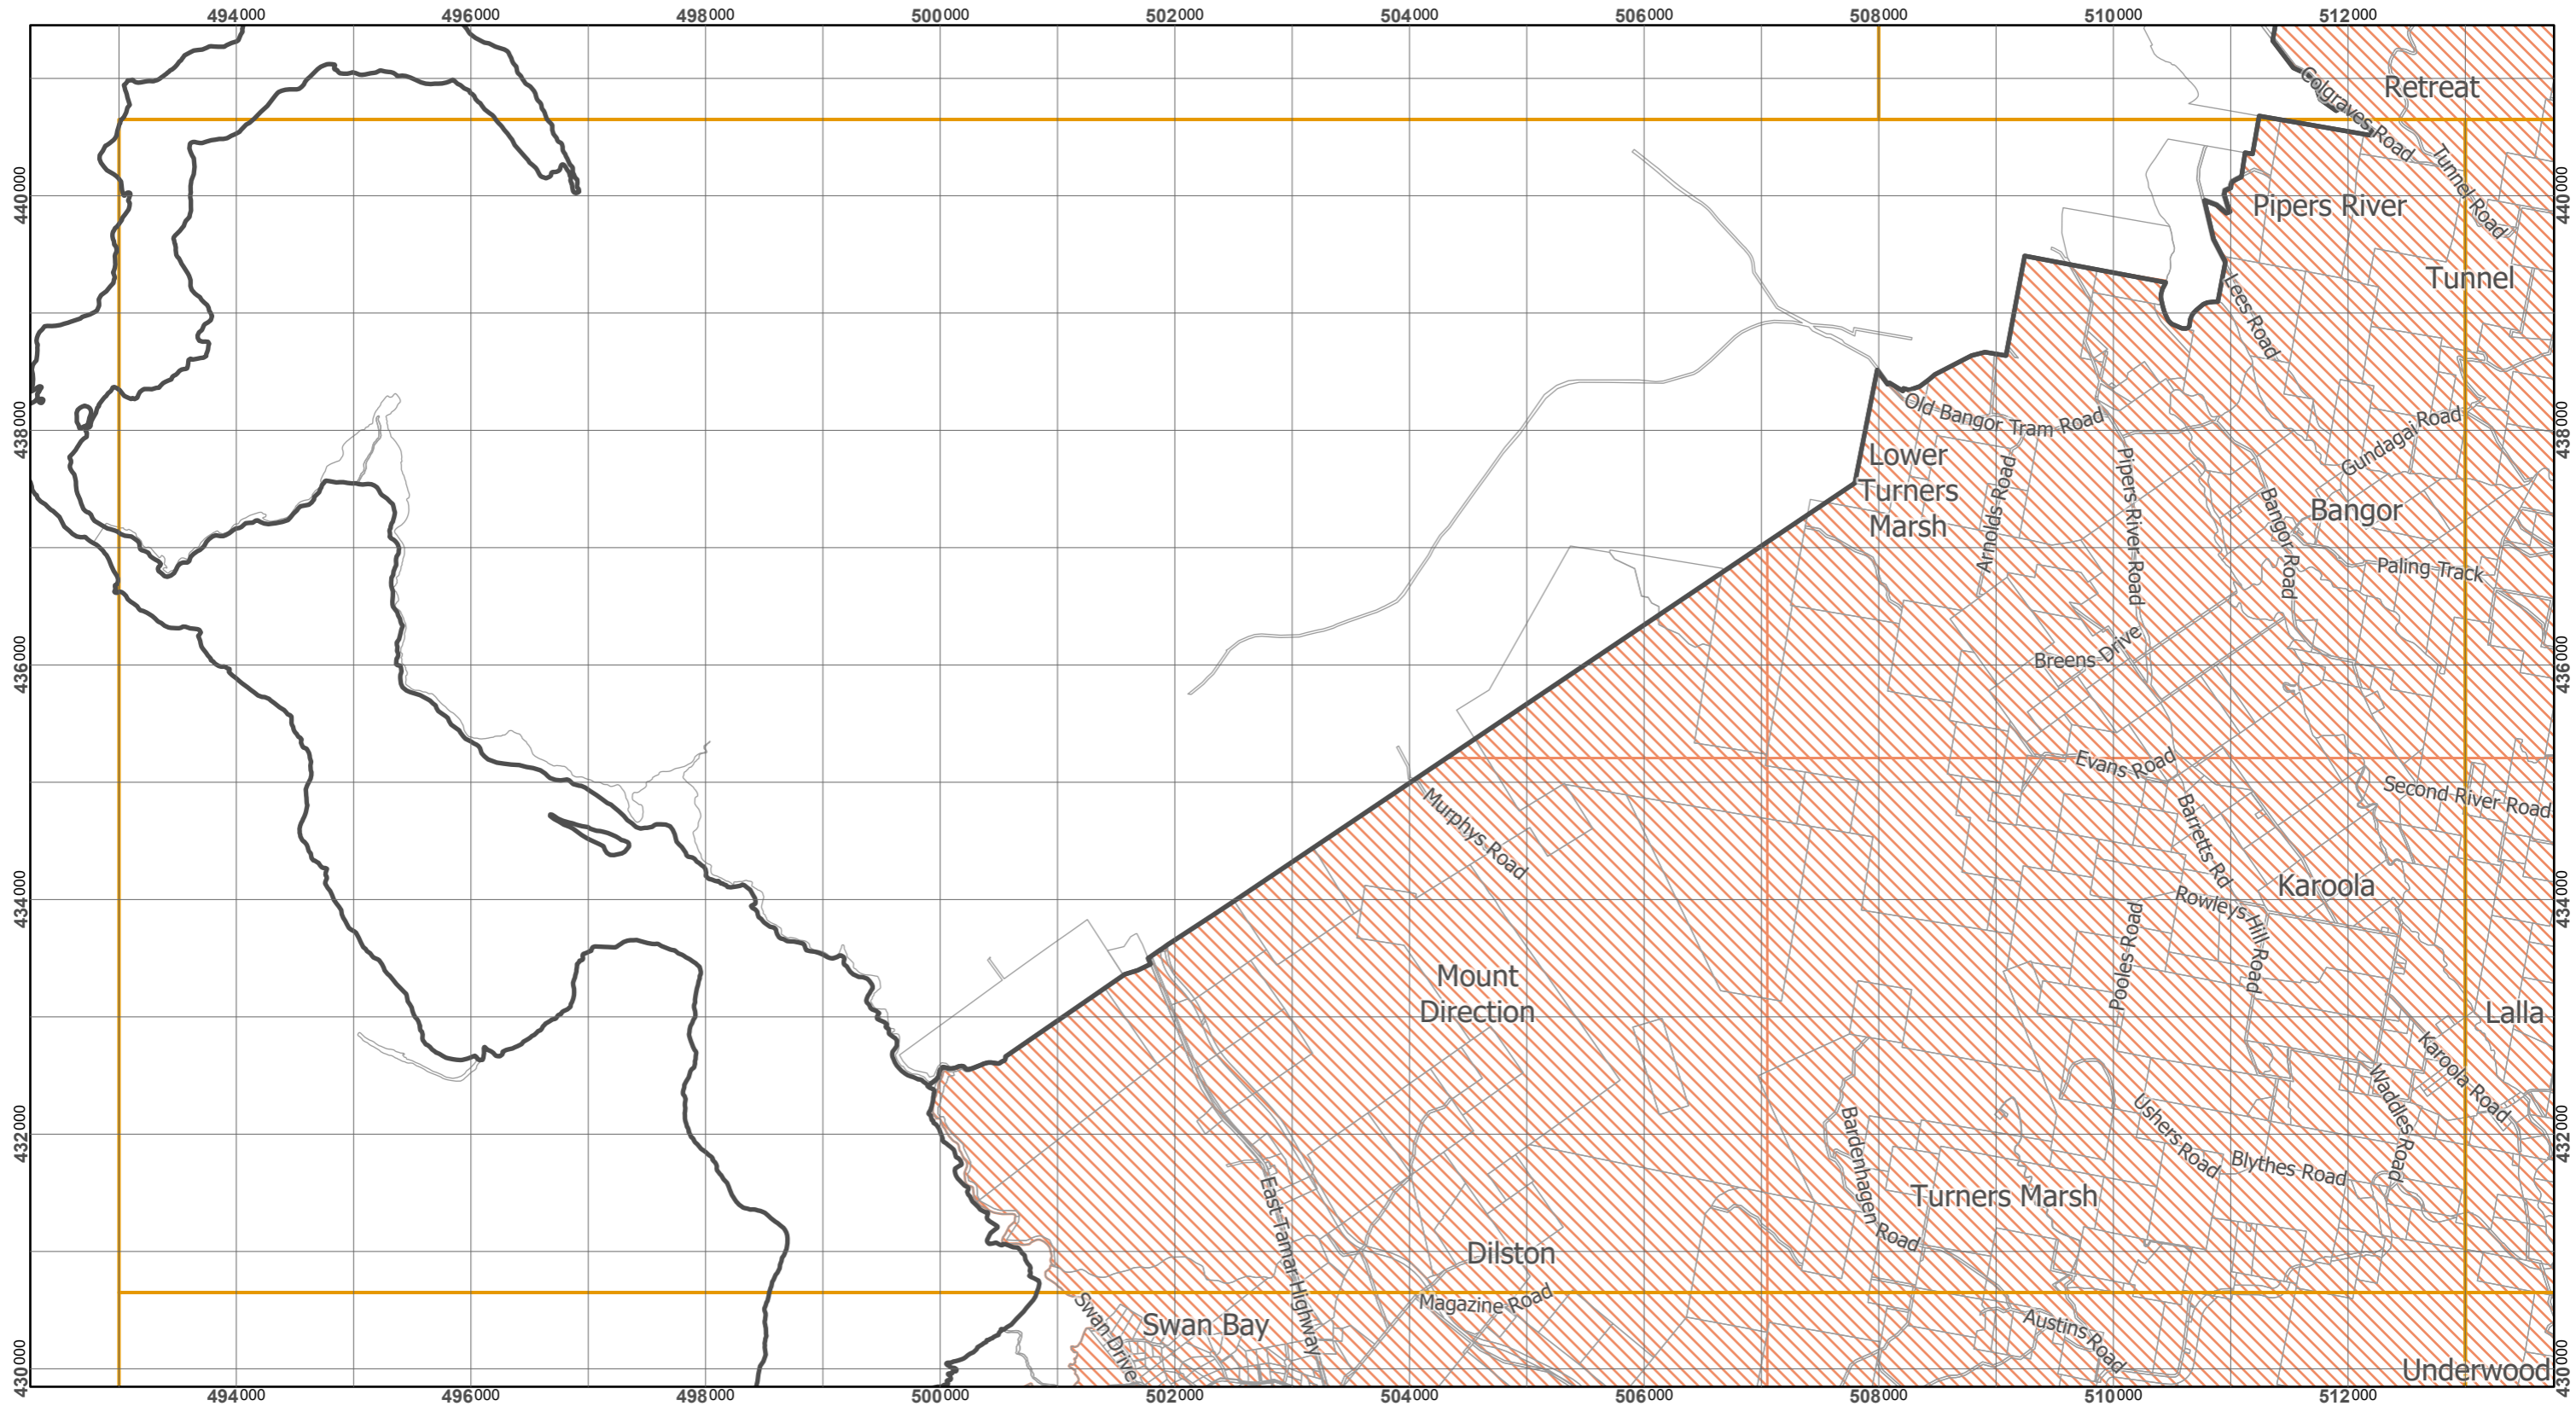 494000 496000 498000 500000 502000 504000 506000 508000 510000 512000
Retreat
Colgraves Road
Tunnel Road
440000
440000
Pipers River
Tunnel
Lees Road
438000
438000
Old Bangor Tram Road
Gundagai Road
Lower
Turners
Marsh
Arnolds Road
Pipers River Road
Bangor Road
Bangor
Paling Track
436000
436000
Breens Drive
Evans Road
Second River Road
Murphys Road
Barretts Rd
434000
434000
Karoola
Rowleys Hill Road
Pooles Road
Mount
Direction
Lalla
Karoola Road
Waddles Road
432000
432000
Ushers Road
Blythes Road
Bardenhagen Road
Turners Marsh
East Tamar Highway
Dilston
Magazine Road
Swan Drive
Swan Bay
Austins Road
430000
430000
Underwood
494000 496000 498000 500000 502000 504000 506000 508000 510000 512000